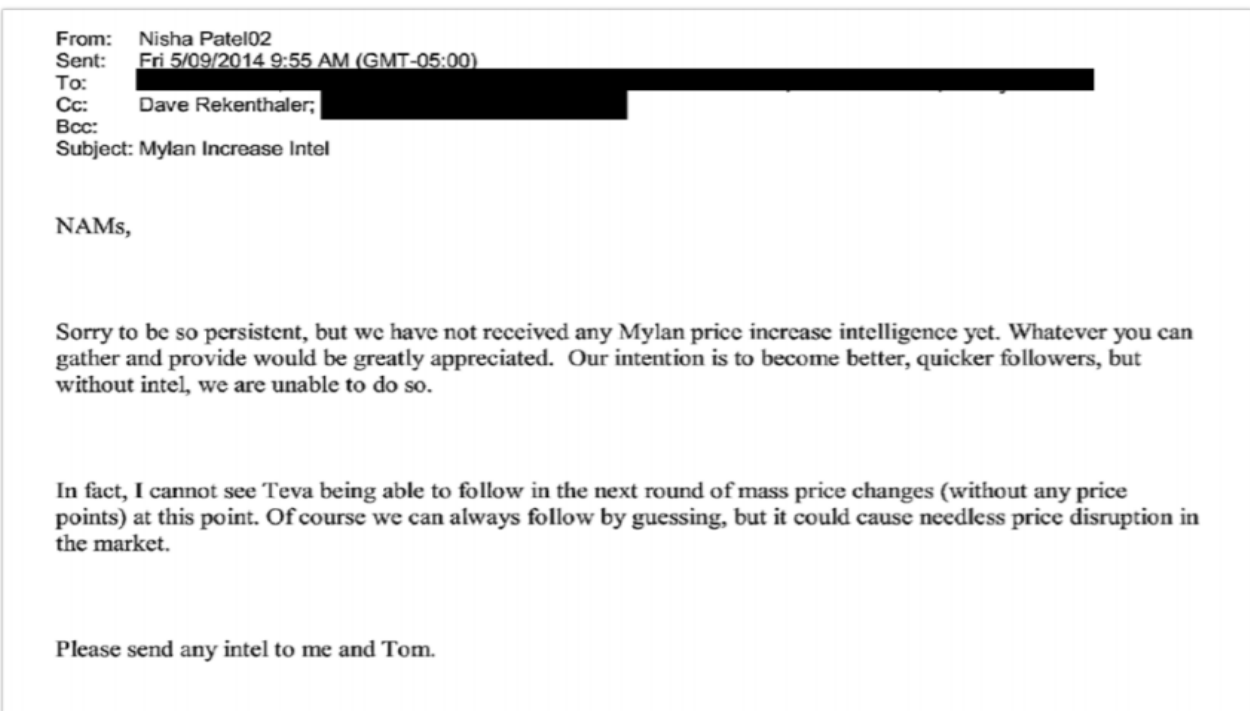 From: Nisha Patel02
Sent: Fri 5/09/2014 9:55 AM (GMT-05:00)
To:
Cc: Dave Rekenthaler;
Bcc:
Subject: Mylan Increase Intel
NAMs,
Sorry to be so persistent, but we have not received any Mylan price increase intelligence yet. Whatever you can
gather and provide would be greatly appreciated. Our intention is to become better, quicker followers, but
without intel, we are unable to do so.
In fact, I cannot see Teva being able to follow in the next round of mass price changes (without any price
points) at this point. Of course we can always follow by guessing, but it could cause needless price disruption in
the market.
Please send any intel to me and Tom.